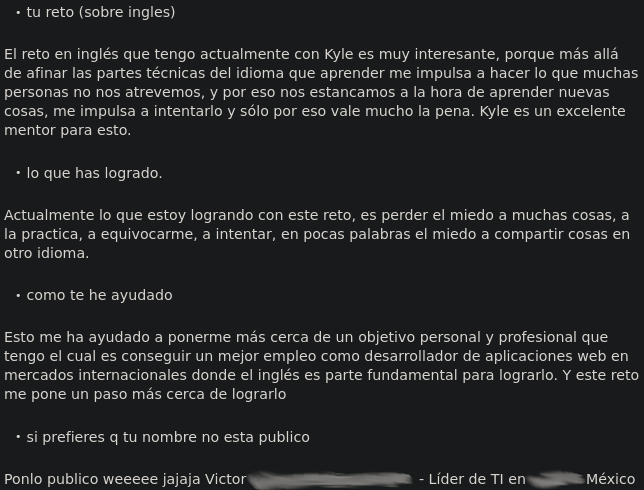 • tu reto (sobre ingles)
El reto en inglés que tengo actualmente con Kyle es muy interesante, porque más allá
de afinar las partes técnicas del idioma que aprender me impulsa a hacer lo que muchas
personas no nos atrevemos, y por eso nos estancamos a la hora de aprender nuevas
cosas, me impulsa a intentarlo y sólo por eso vale mucho la pena. Kyle es un excelente
mentor para esto.
• lo que has logrado.
Actualmente lo que estoy logrando con este reto, es perder el miedo a muchas cosas, a
la practica, a equivocarme, a intentar, en pocas palabras el miedo a compartir cosas en
otro idioma.
• como te he ayudado
Esto me ha ayudado a ponerme más cerca de un objetivo personal y profesional que
tengo el cual es conseguir un mejor empleo como desarrollador de aplicaciones web en
mercados internacionales donde el inglés es parte fundamental para lograrlo. Y este reto
me pone un paso más cerca de lograrlo
• si prefieres q tu nombre no esta publico
Ponlo publico weeeee jajaja Victor - Líder de TI en México